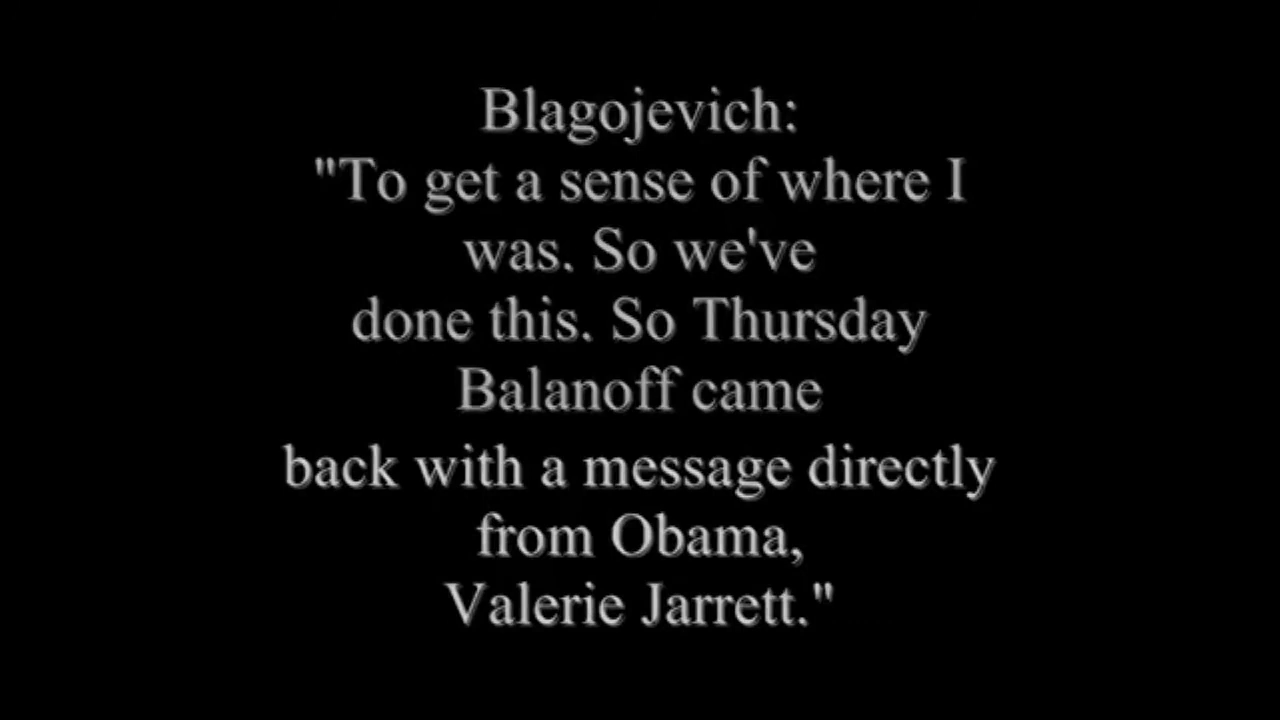 Blagojevich:
"To get a sense of where I
was. So we've
done this. So Thursday
Balanoff came
back with a message directly
from Obama,
Valerie Jarrett."